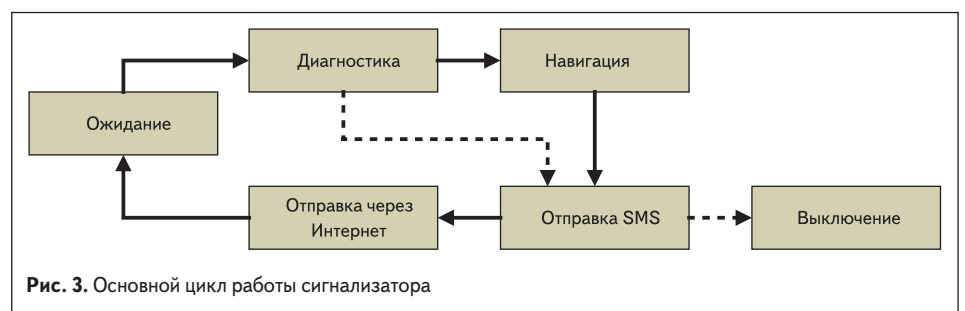 Диагностика
Навигация
Ожидание
Отправка через
Интернет
Отправка SMS
Выключение
Рис. 3. Основной цикл работы сигнализатора